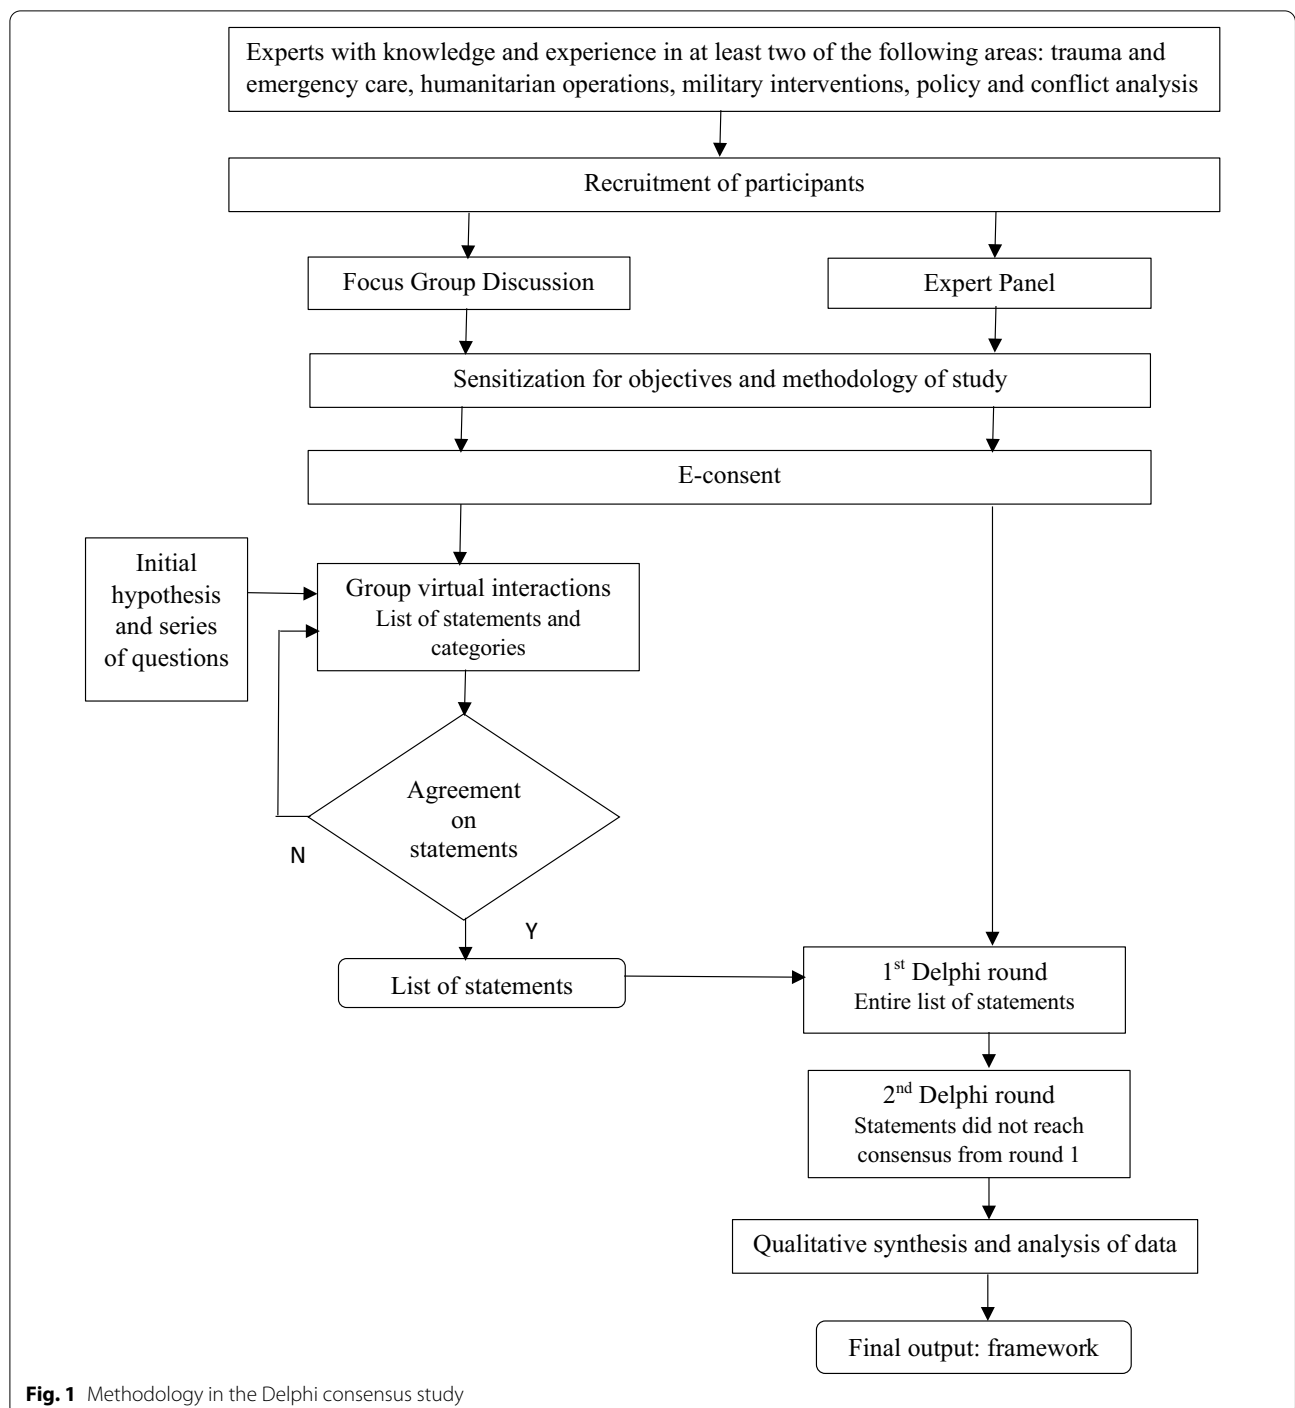 Experts with knowledge and experience in at least two of the following areas: trauma and
emergency care, humanitarian operations, military interventions, policy and conflict analysis
Recruitment of participants
Focus Group Discussion
Expert Panel
Sensitization for objectives and methodology of study
E-consent
Initial
hypothesis
and series
of questions
Group virtual interactions
List of statements and
categories
Agreement
on
statements
N
Y
List of statements
1st Delphi round
Entire list of statements
2nd Delphi round
Statements did not reach
consensus from round 1
Qualitative synthesis and analysis of data
Final output: framework
Fig. 1 Methodology in the Delphi consensus study